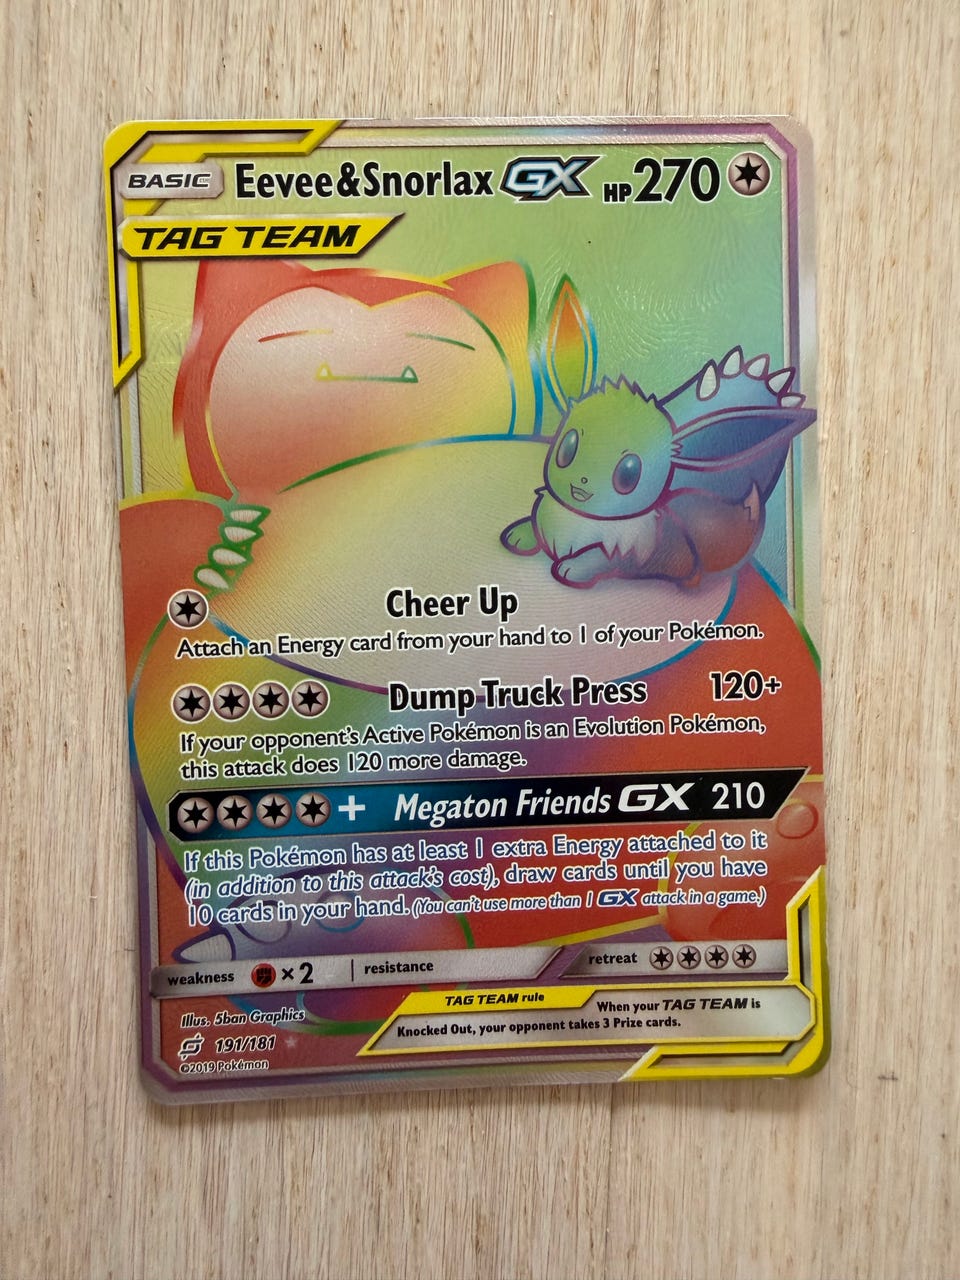 BASIC Eevee&Snorlax GX HP 270
TAG TEAM
Cheer Up
Attach an Energy card from your hand to 1 of your Pokémon.
Dump Truck Press 120+
If your opponent's Active Pokémon is an Evolution Pokémon,
this attack does 120 more damage.
+ Megaton Friends GX 210
If this Pokémon has at least 1 extra Energy attached to it
(in addition to this attack's cost), draw cards until you have
10 cards in your hand. (You can't use more than 1 GX attack in a game.)
weakness ×2 resistance retreat
TAG TEAM rule
When your TAG TEAM is
Knocked Out, your opponent takes 3 Prize cards.
Illus. 5ban Graphics
191/181
©2019 Pokémon